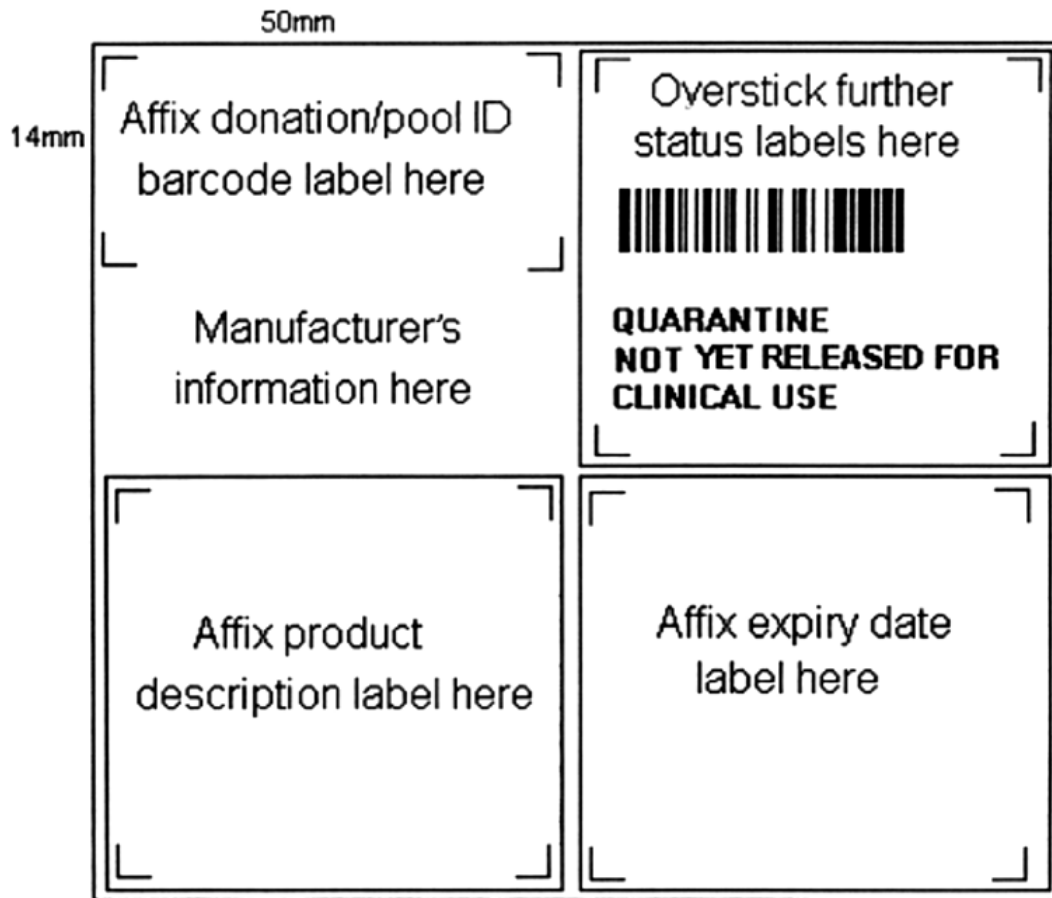 50mm
14mm
Affix donation/pool ID
barcode label here
Manufacturer's
information here
Overstick further
status labels here
QUARANTINE
NOT YET RELEASED FOR
CLINICAL USE
Affix product
description label here
Affix expiry date
label here